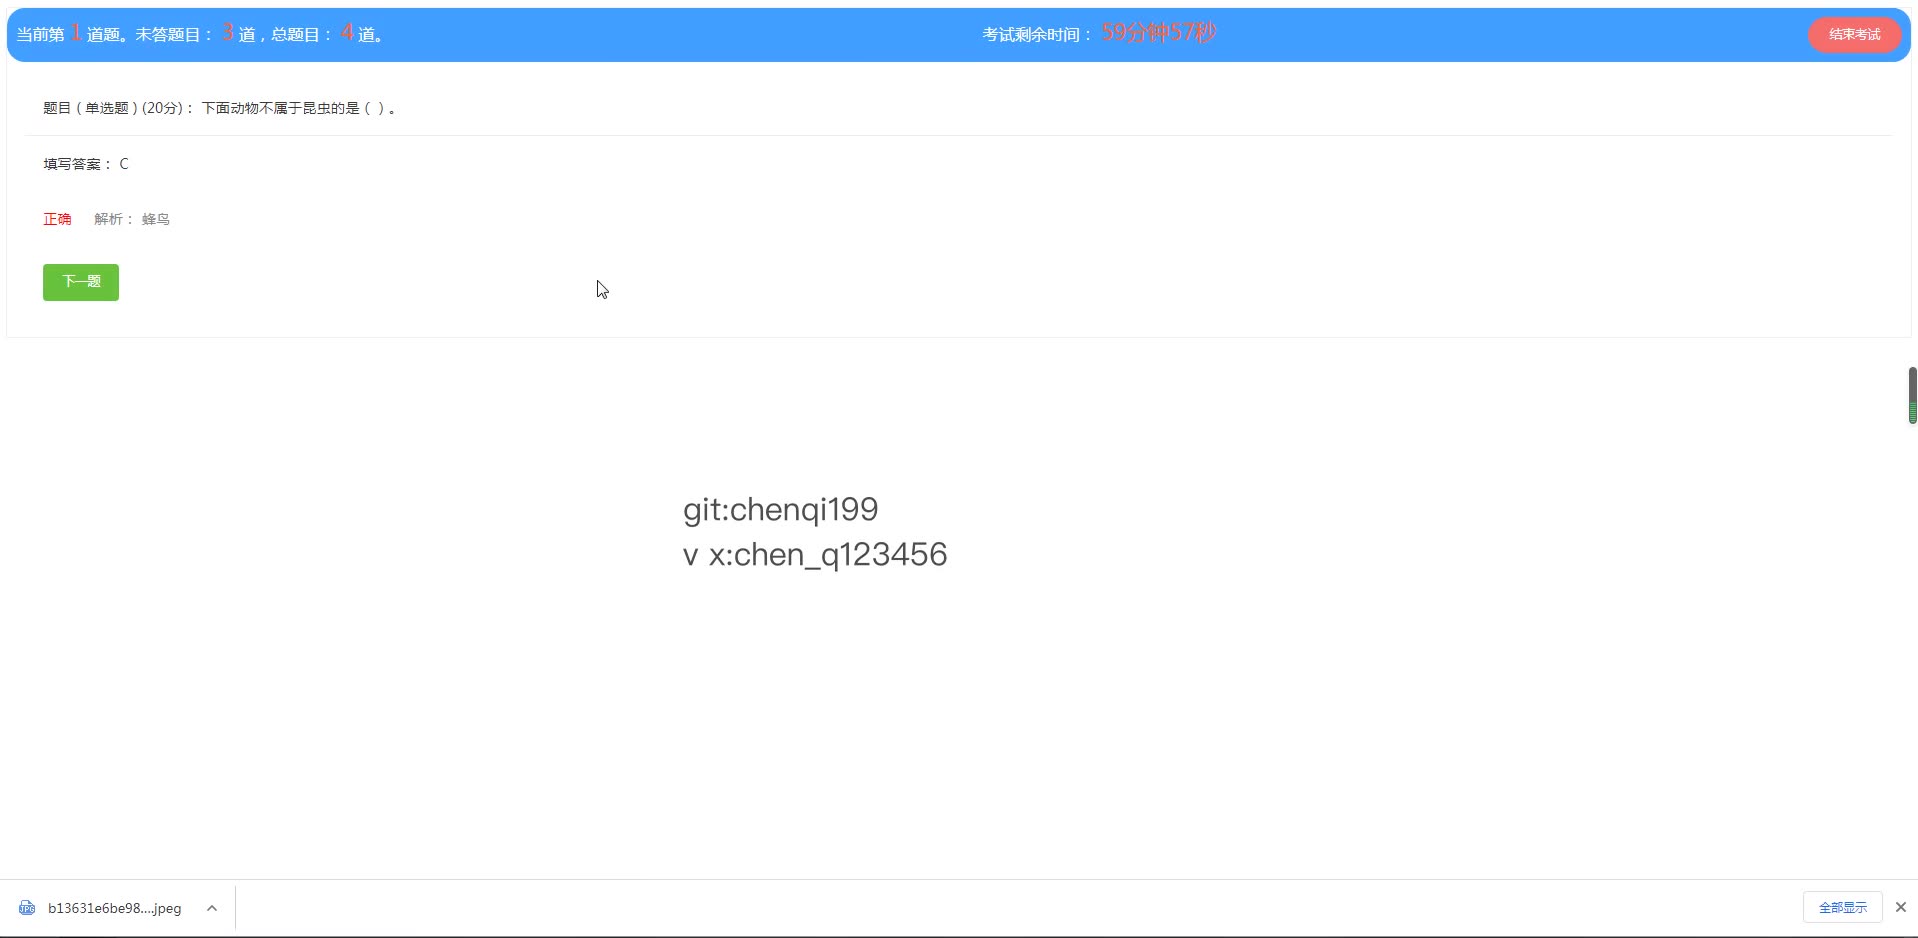 当前第 1 道题。未答题目： 3 道，总题目： 4 道。 考试剩余时间： 59分钟57秒 结束考试
题目 ( 单选题 ) (20分)： 下面动物不属于昆虫的是 ( ) 。
填写答案： C
正确 解析： 蜂鸟
下一题
git:chenqi199
v x:chen_q123456
b13631e6be98....jpeg 全部显示